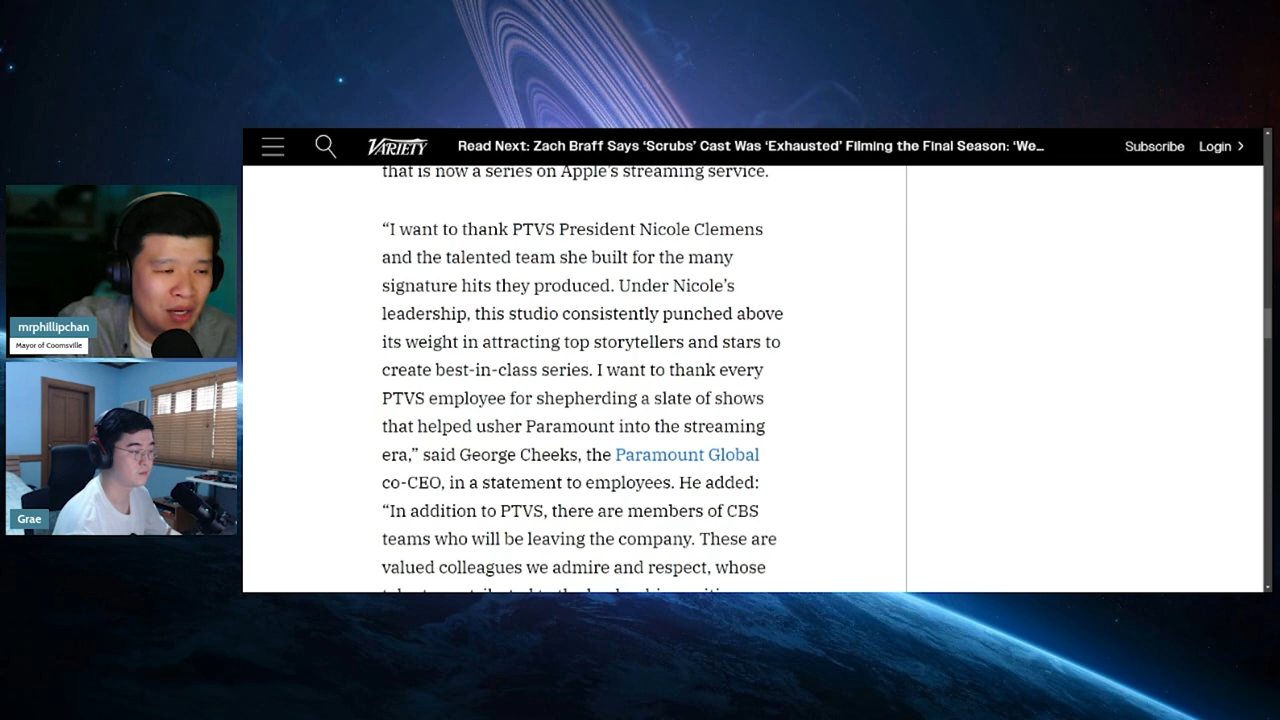 VARIETY
Read Next: Zach Braff Says ‘Scrubs’ Cast Was ‘Exhausted’ Filming the Final Season: ‘We...
Subscribe
Login
that is now a series on Apple’s streaming service.
“I want to thank PTVS President Nicole Clemens
and the talented team she built for the many
signature hits they produced. Under Nicole’s
leadership, this studio consistently punched above
its weight in attracting top storytellers and stars to
create best-in-class series. I want to thank every
PTVS employee for shepherding a slate of shows
that helped usher Paramount into the streaming
era,” said George Cheeks, the Paramount Global
co-CEO, in a statement to employees. He added:
“In addition to PTVS, there are members of CBS
teams who will be leaving the company. These are
valued colleagues we admire and respect, whose
mrphillipchan
Mayor of Coomsville
Grae